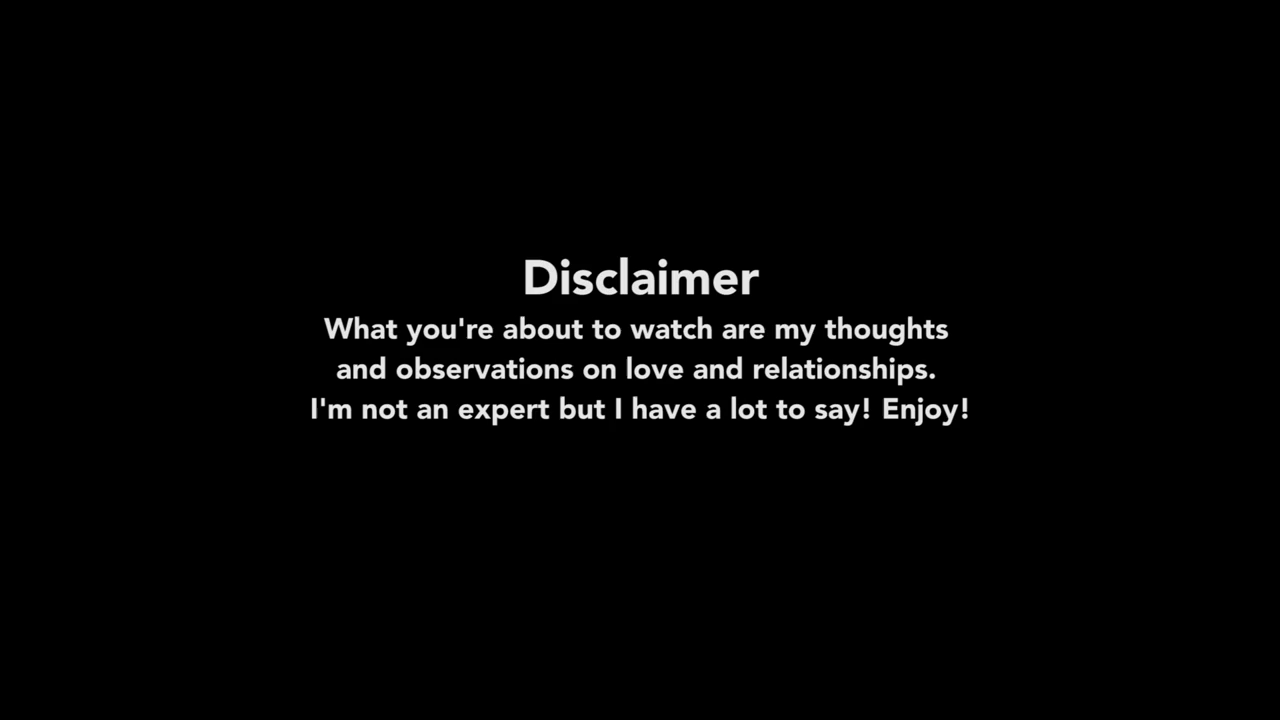 Disclaimer
What you're about to watch are my thoughts
and observations on love and relationships.
I'm not an expert but I have a lot to say! Enjoy!